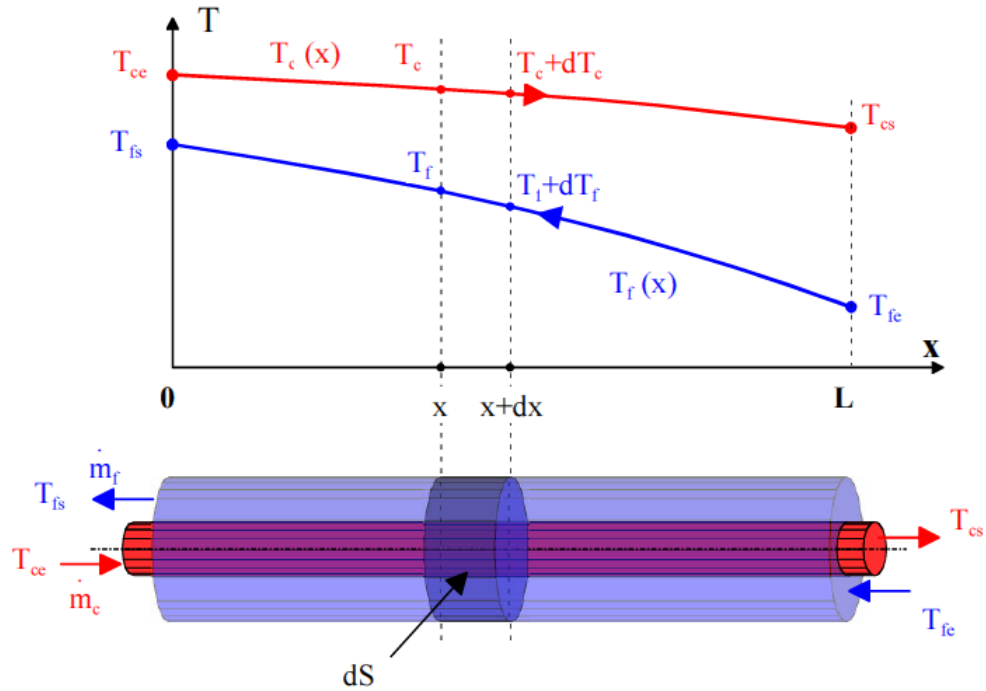 T
T_ce
T_c (x)
T_c
T_c+dT_c
T_cs
T_fs
T_f
T_f+dT_f
T_f (x)
T_fe
x
0
x
x+dx
L
ṁ_f
T_fs
T_cs
T_ce
ṁ_c
T_fe
dS